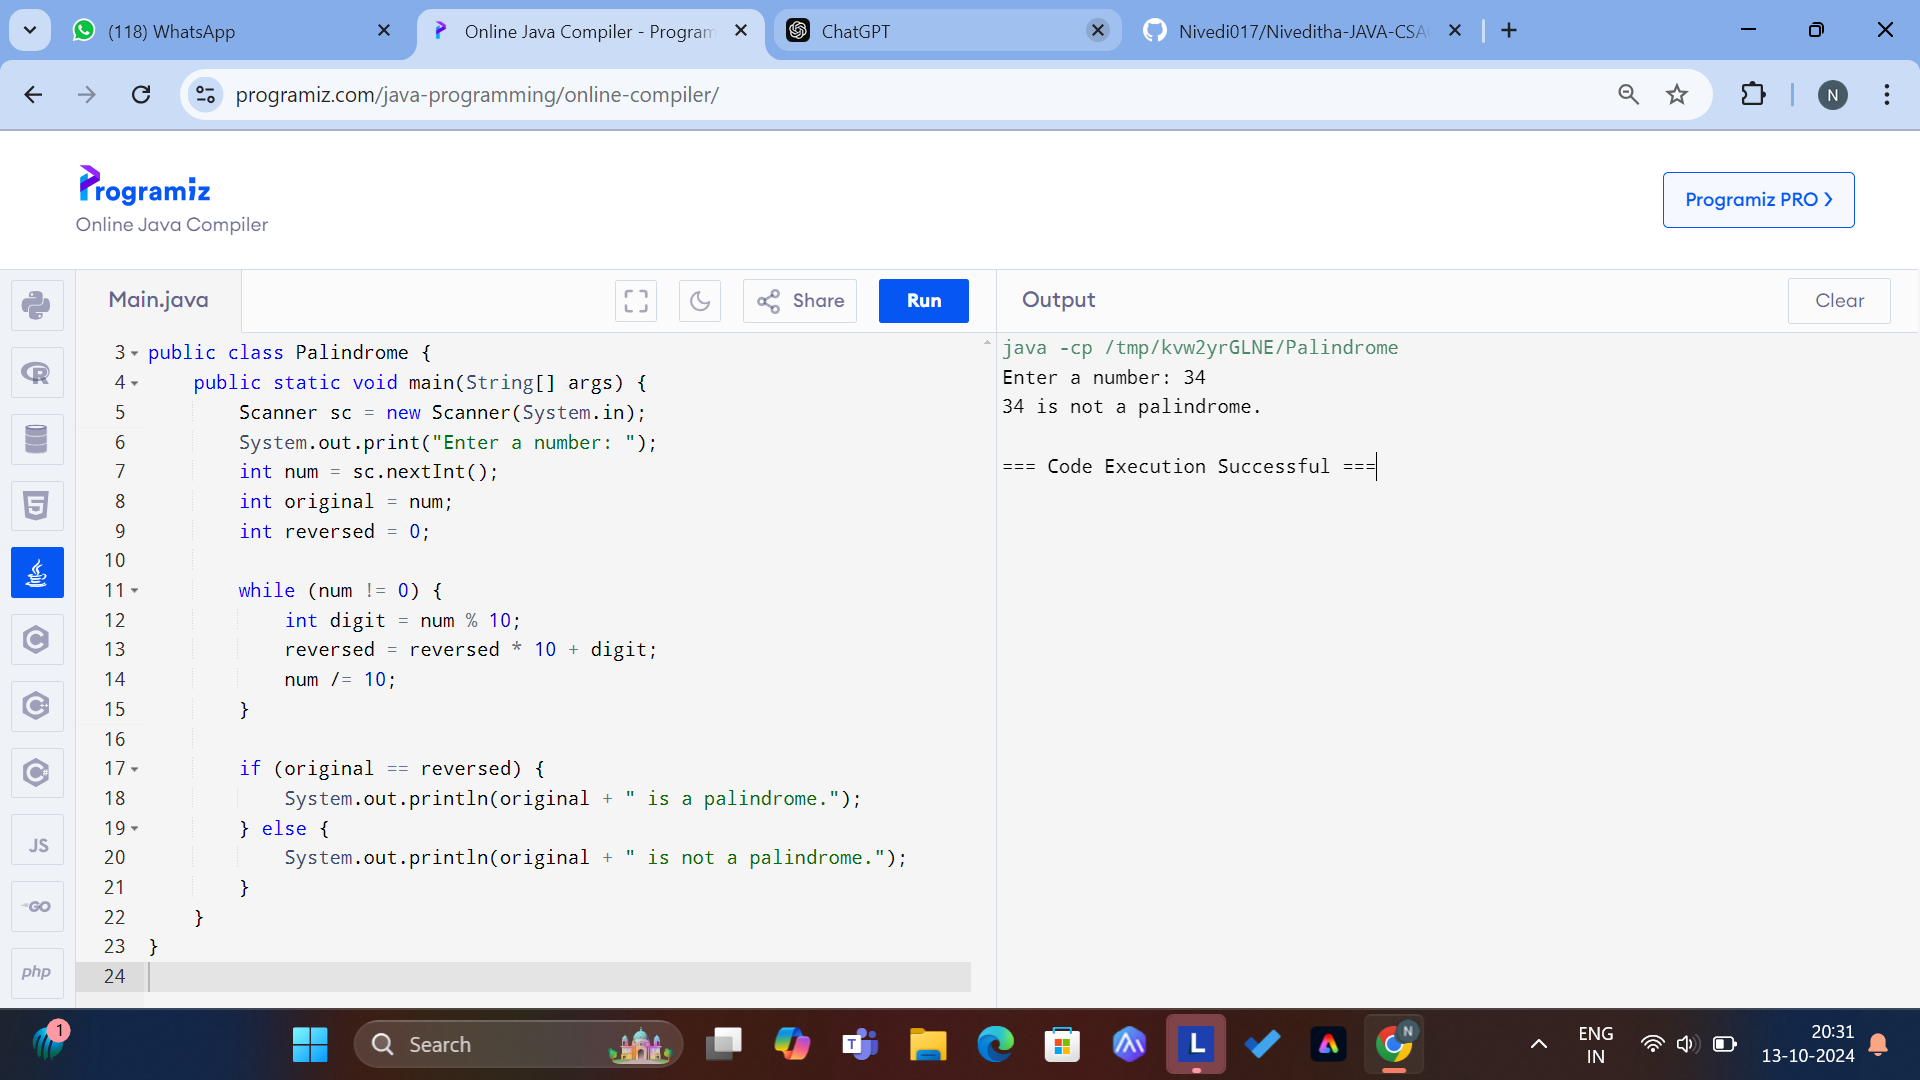 (118) WhatsApp
Online Java Compiler - Program
ChatGPT
Nivedi017/Niveditha-JAVA-CSA
programiz.com/java-programming/online-compiler/
N
Programiz
Online Java Compiler
Programiz PRO
Main.java
Share
Run
Output
Clear
3 public class Palindrome {
4 public static void main(String[] args) {
5 Scanner sc = new Scanner(System.in);
6 System.out.print("Enter a number: ");
7 int num = sc.nextInt();
8 int original = num;
9 int reversed = 0;
10
11 while (num != 0) {
12 int digit = num % 10;
13 reversed = reversed * 10 + digit;
14 num /= 10;
15 }
16
17 if (original == reversed) {
18 System.out.println(original + " is a palindrome.");
19 } else {
20 System.out.println(original + " is not a palindrome.");
21 }
22 }
23 }
24
java -cp /tmp/kvw2yrGLNE/Palindrome
Enter a number: 34
34 is not a palindrome.
=== Code Execution Successful ===
R
5
C
C
C
JS
GO
php
1
Search
T
L
N
ENG
IN
20:31
13-10-2024